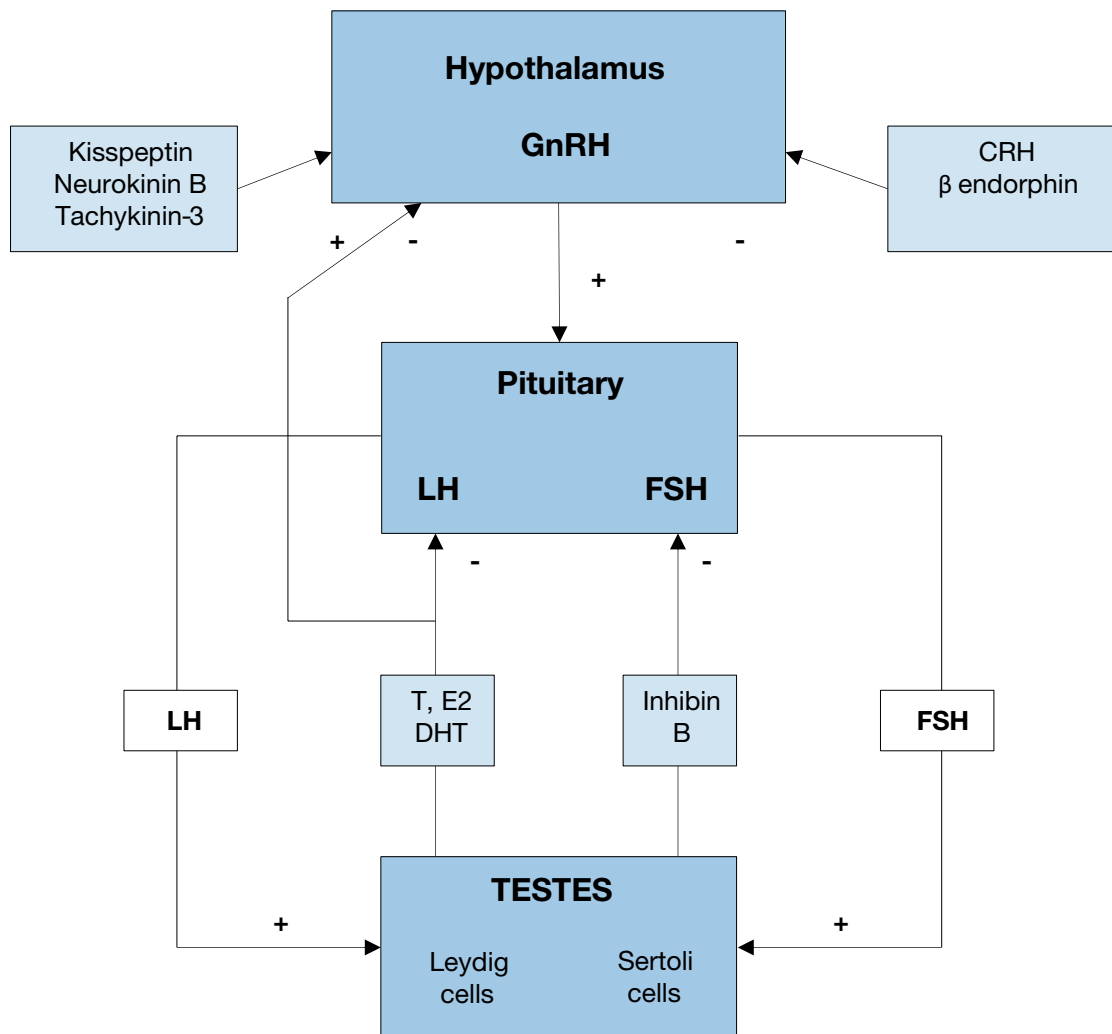 Hypothalamus
GnRH
Kisspeptin
Neurokinin B
Tachykinin-3
CRH
β endorphin
+
-
-
+
Pituitary
LH
FSH
-
-
LH
T, E2
DHT
Inhibin
B
FSH
TESTES
+
+
Leydig
cells
Sertoli
cells